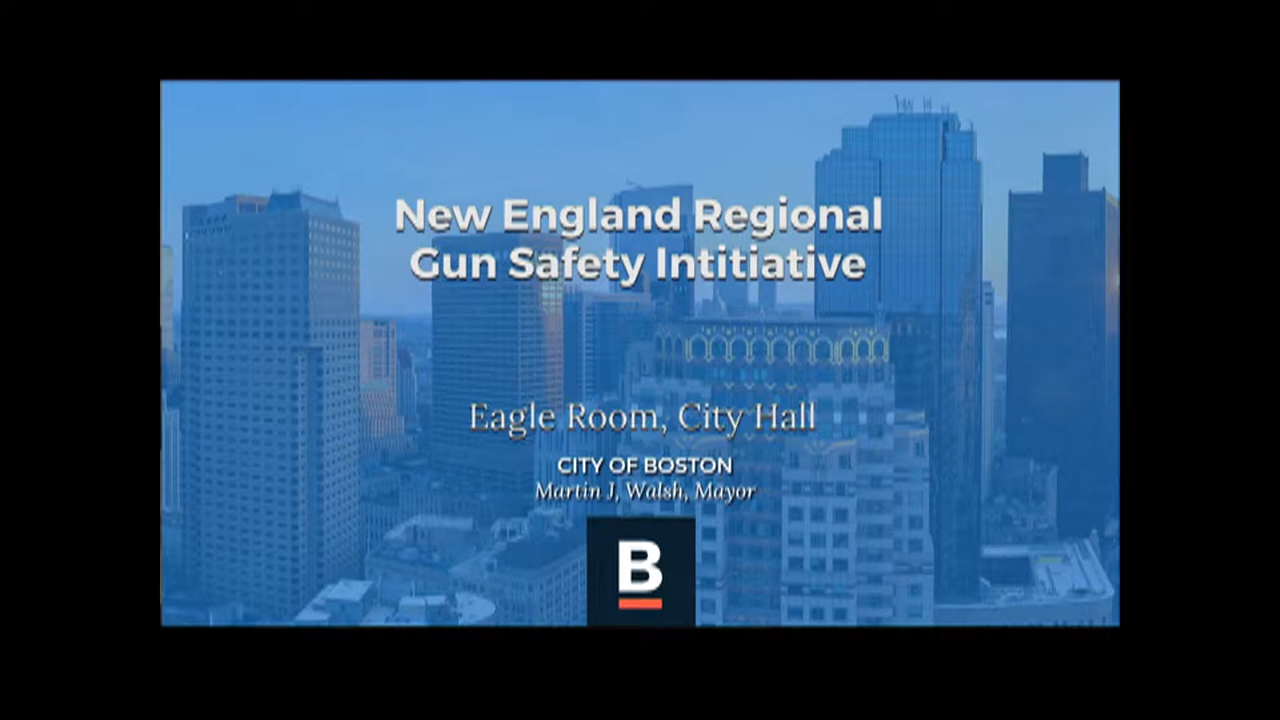 New England Regional
Gun Safety Intitiative
Eagle Room, City Hall
CITY OF BOSTON
Martin J, Walsh, Mayor
B